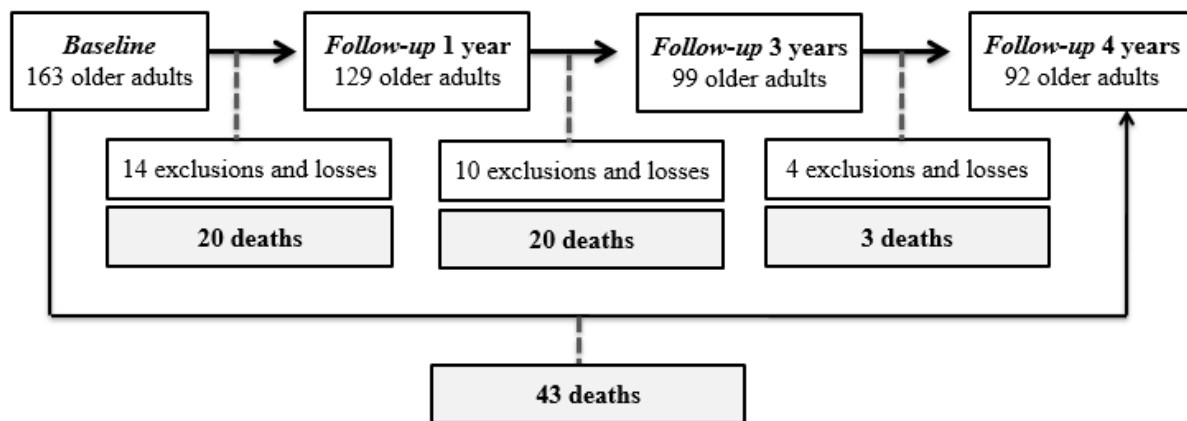 Baseline
163 older adults
Follow-up 1 year
129 older adults
Follow-up 3 years
99 older adults
Follow-up 4 years
92 older adults
14 exclusions and losses
20 deaths
10 exclusions and losses
20 deaths
4 exclusions and losses
3 deaths
43 deaths